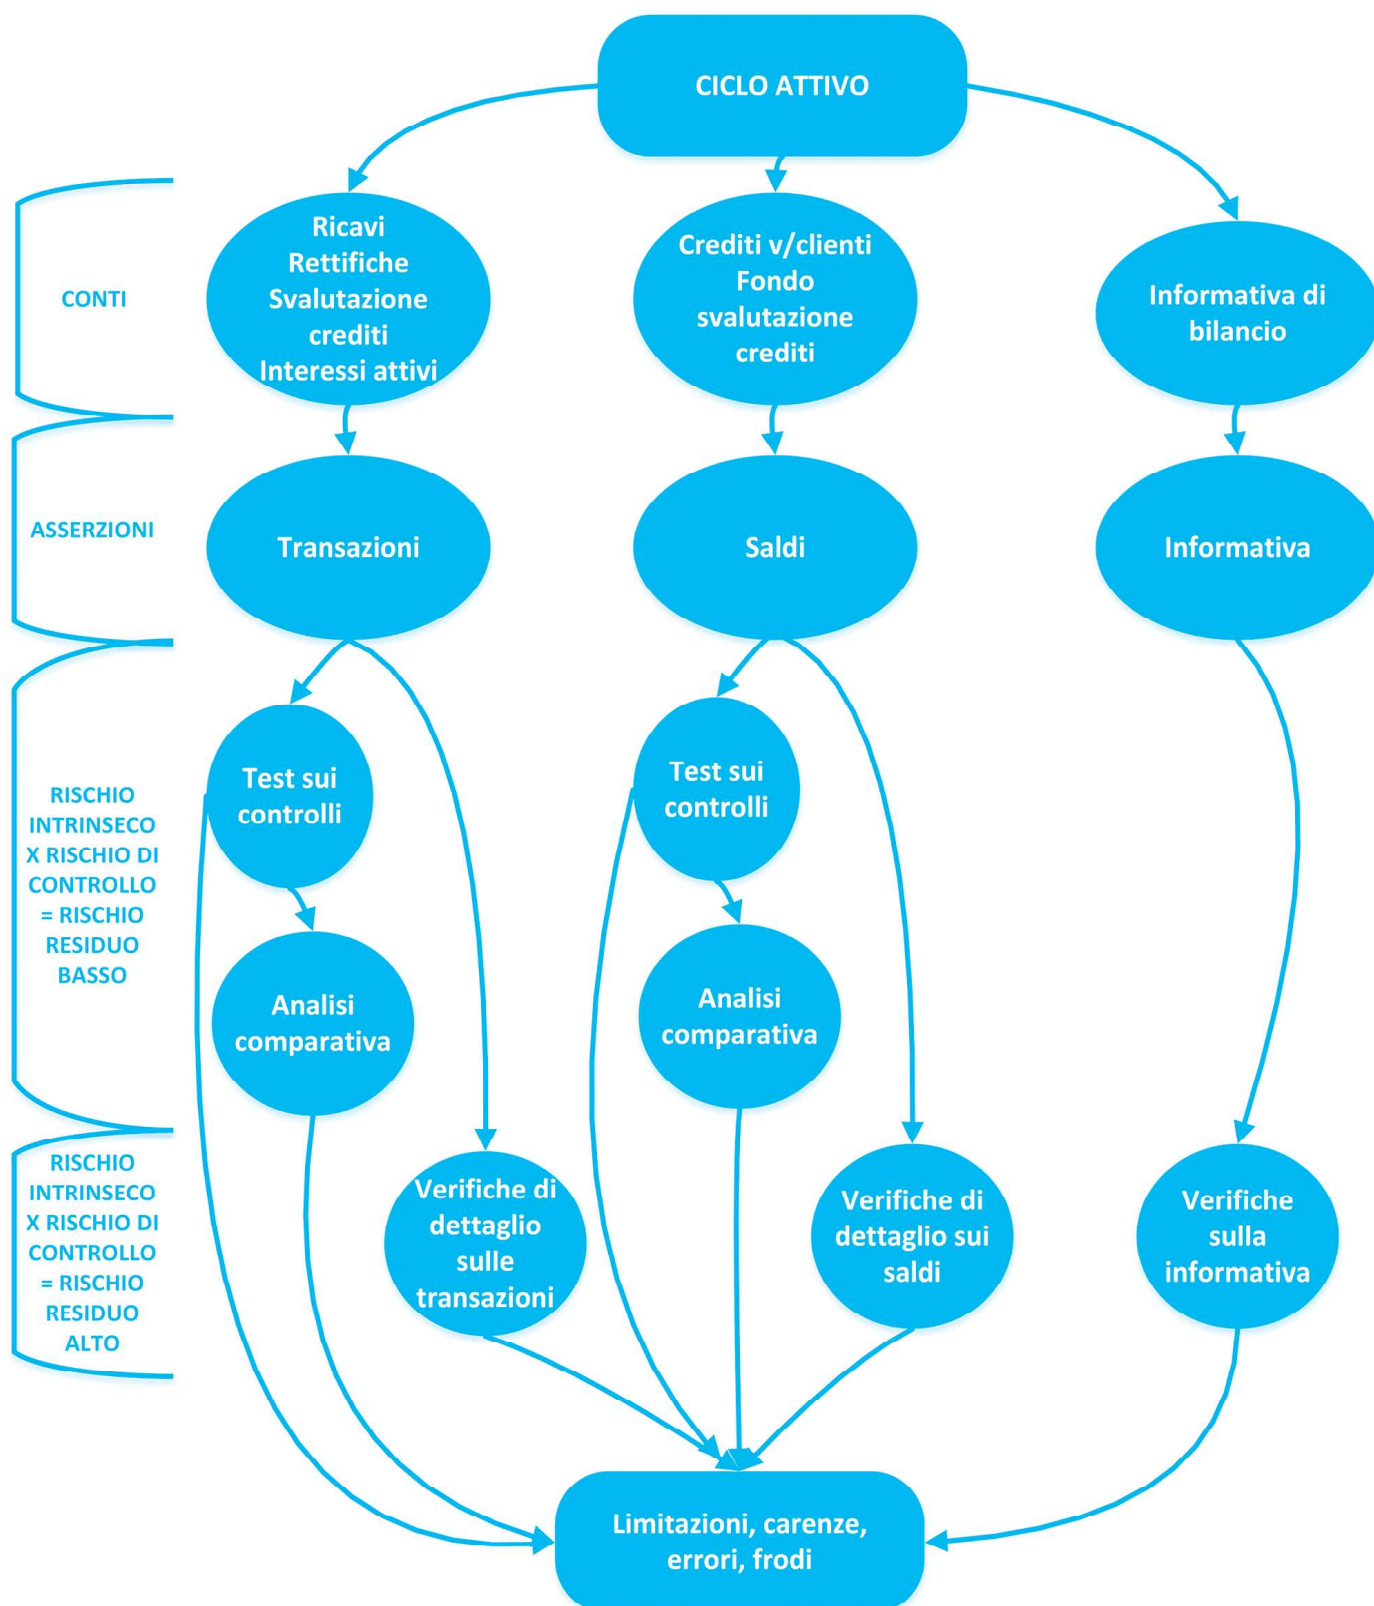 CICLO ATTIVO
CONTI
Ricavi
Rettifiche
Svalutazione
crediti
Interessi attivi
Crediti v/clienti
Fondo
svalutazione
crediti
Informativa di
bilancio
ASSERZIONI
Transazioni
Saldi
Informativa
RISCHIO
INTRINSECO
X RISCHIO DI
CONTROLLO
= RISCHIO
RESIDUO
BASSO
Test sui
controlli
Test sui
controlli
Analisi
comparativa
Analisi
comparativa
RISCHIO
INTRINSECO
X RISCHIO DI
CONTROLLO
= RISCHIO
RESIDUO
ALTO
Verifiche di
dettaglio
sulle
transazioni
Verifiche di
dettaglio sui
saldi
Verifiche
sulla
informativa
Limitazioni, carenze,
errori, frodi